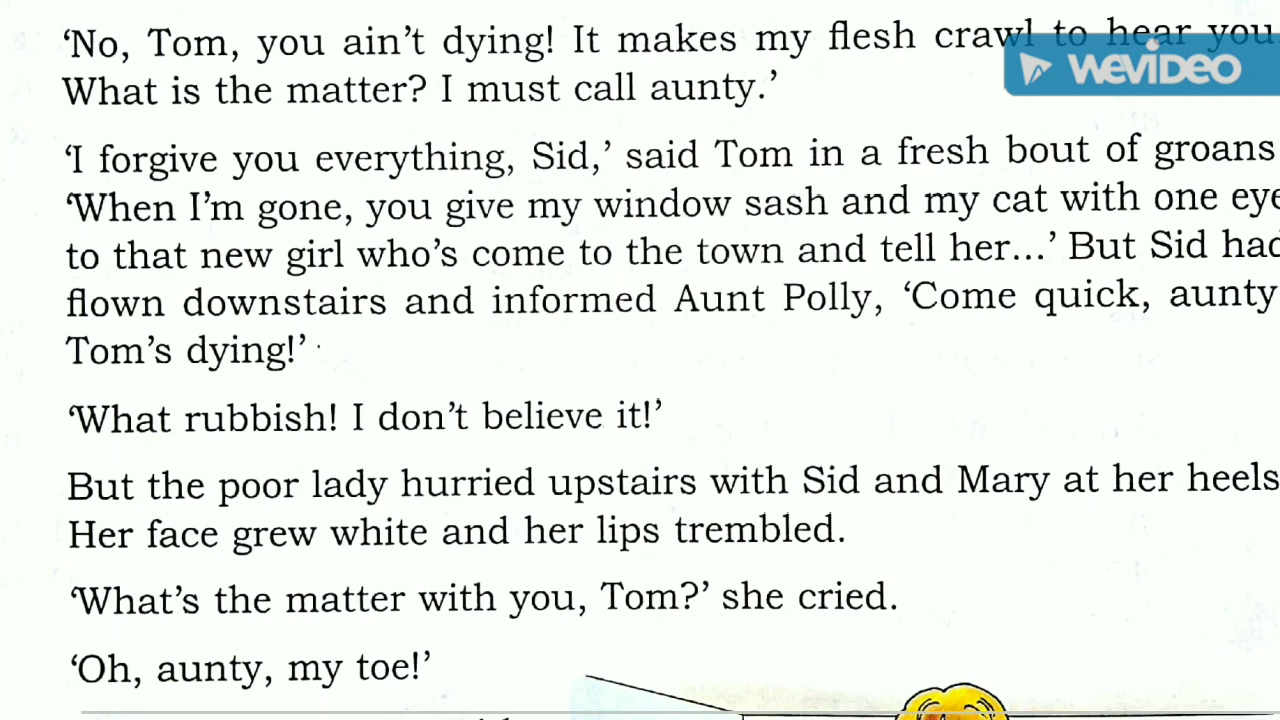 ‘No, Tom, you ain’t dying! It makes my flesh crawl to hear you
WEVIDEO
What is the matter? I must call aunty.’
‘I forgive you everything, Sid,’ said Tom in a fresh bout of groans
‘When I’m gone, you give my window sash and my cat with one eye
to that new girl who’s come to the town and tell her...’ But Sid had
flown downstairs and informed Aunt Polly, ‘Come quick, aunty
Tom’s dying!’
‘What rubbish! I don’t believe it!’
But the poor lady hurried upstairs with Sid and Mary at her heels
Her face grew white and her lips trembled.
‘What’s the matter with you, Tom?’ she cried.
‘Oh, aunty, my toe!’